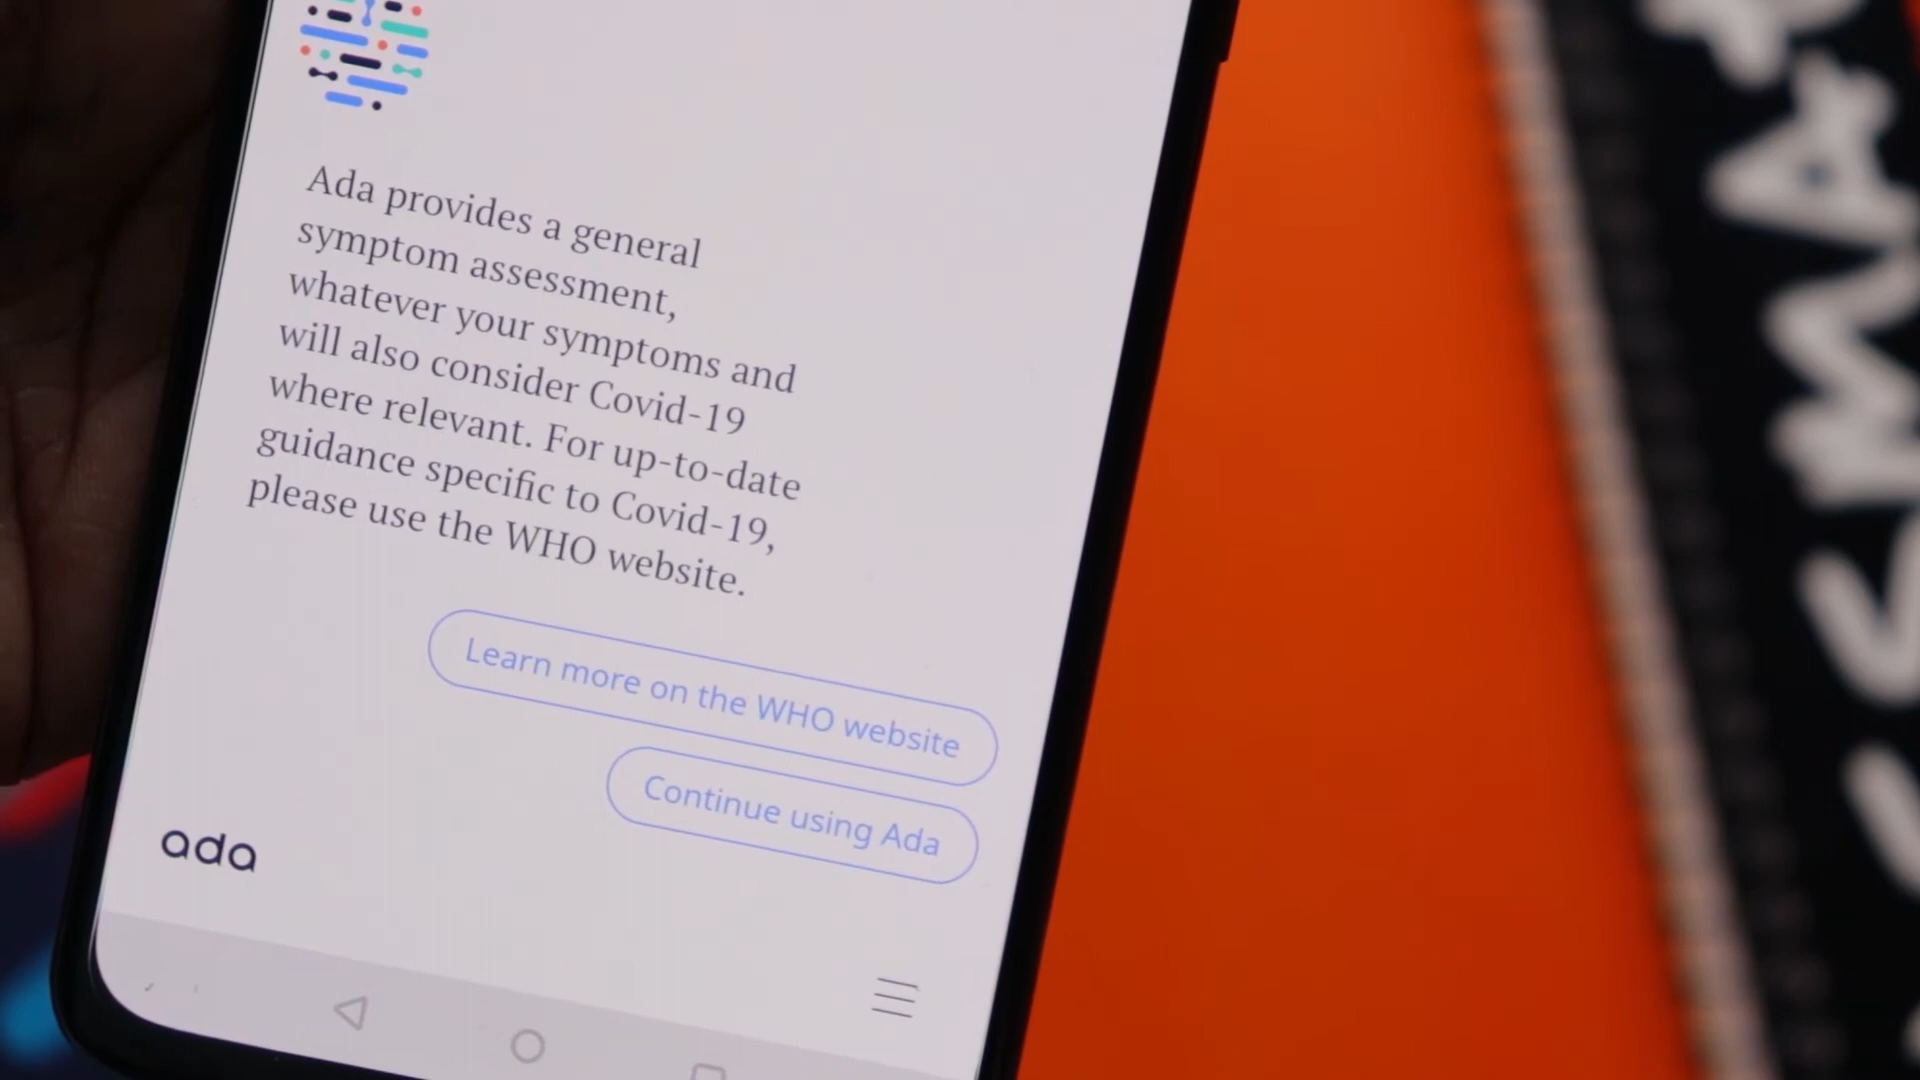 Ada provides a general
symptom assessment,
whatever your symptoms and
will also consider Covid-19
where relevant. For up-to-date
guidance specific to Covid-19,
please use the WHO website.
Learn more on the WHO website
Continue using Ada
ada